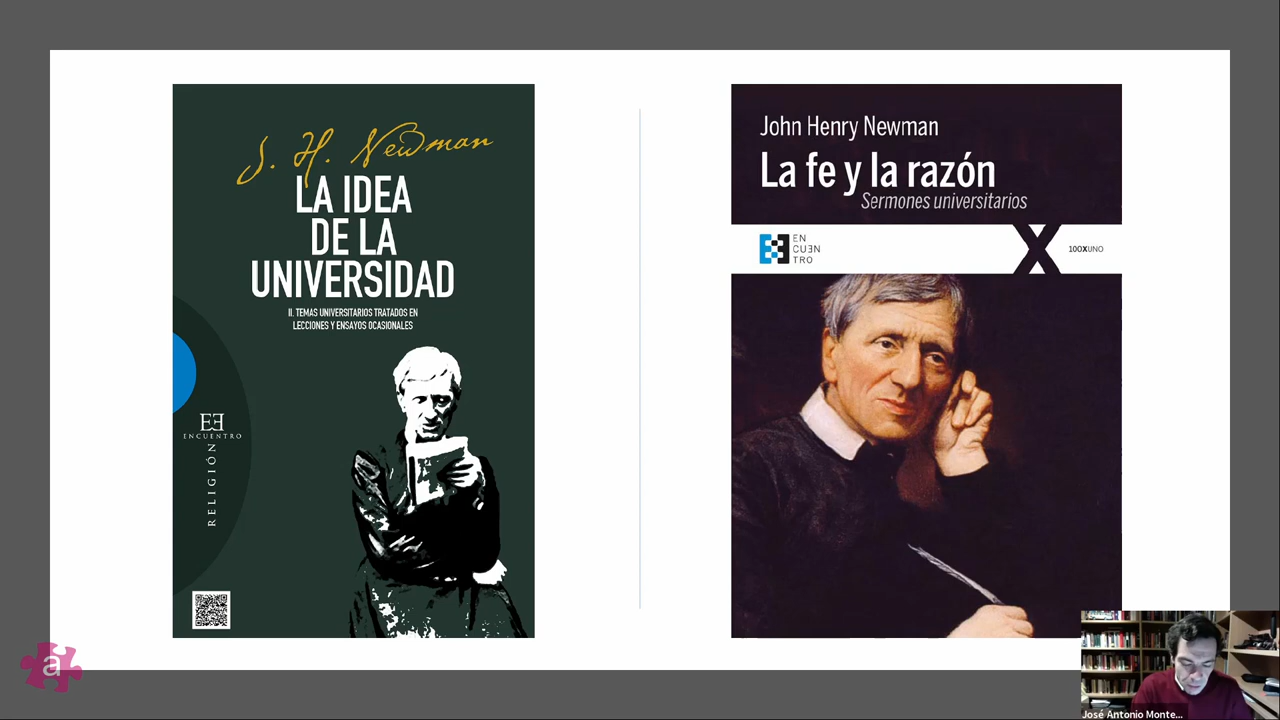 J. H. Newman
LA IDEA
DE LA
UNIVERSIDAD
II. TEMAS UNIVERSITARIOS TRATADOS EN
LECCIONES Y ENSAYOS OCASIONALES
EE
ENCUENTRO
RELIGIÓN
John Henry Newman
La fe y la razón
Sermones universitarios
EN
CUEN
TRO
X
100XUNO
a
José Antonio Monte...